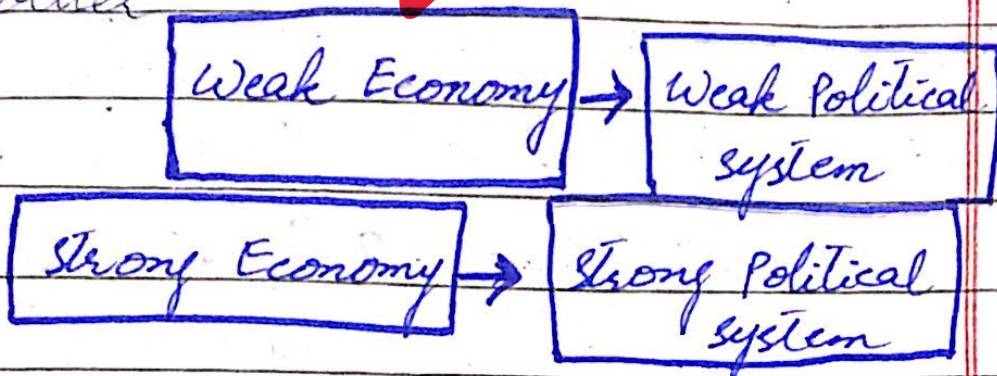 Weak Economy → Weak Political
system
Strong Economy → Strong Political
system